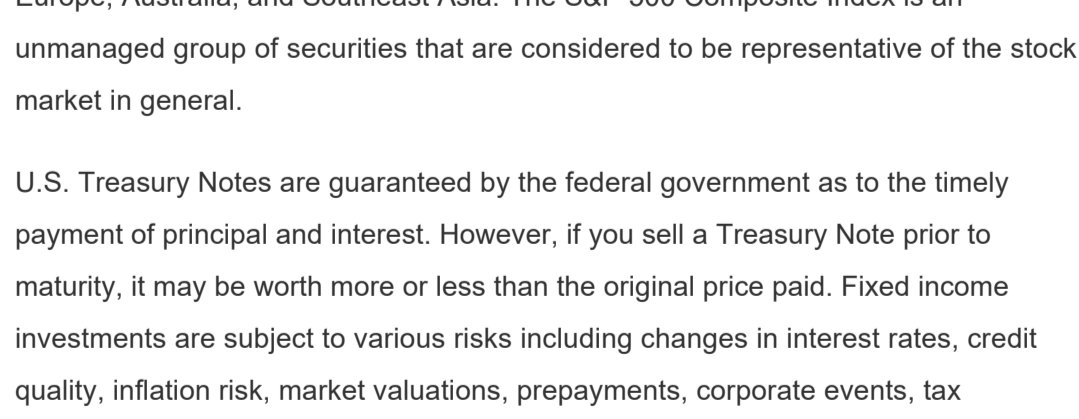 Europe, Australia, and Southeast Asia. The S&P 500 Composite Index is an
unmanaged group of securities that are considered to be representative of the stock
market in general.
U.S. Treasury Notes are guaranteed by the federal government as to the timely
payment of principal and interest. However, if you sell a Treasury Note prior to
maturity, it may be worth more or less than the original price paid. Fixed income
investments are subject to various risks including changes in interest rates, credit
quality, inflation risk, market valuations, prepayments, corporate events, tax